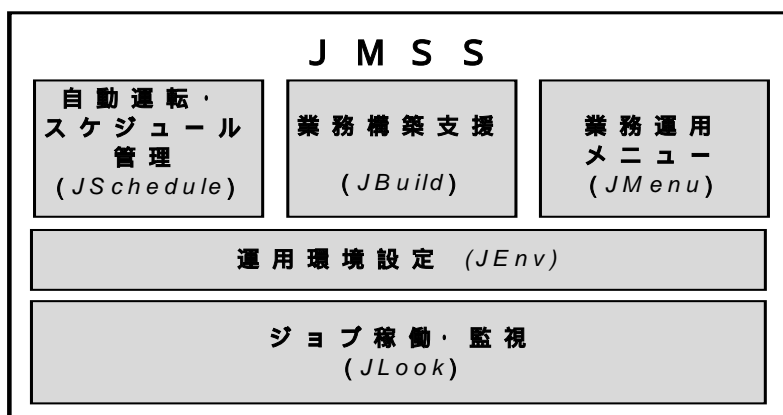 JMSS
自動運転・
スケジュール
管理
(JSchedule)
業務構築支援
(JBuild)
業務運用
メニュー
(JMenu)
運用環境設定 (JEnv)
ジョブ稼働・監視
(JLook)